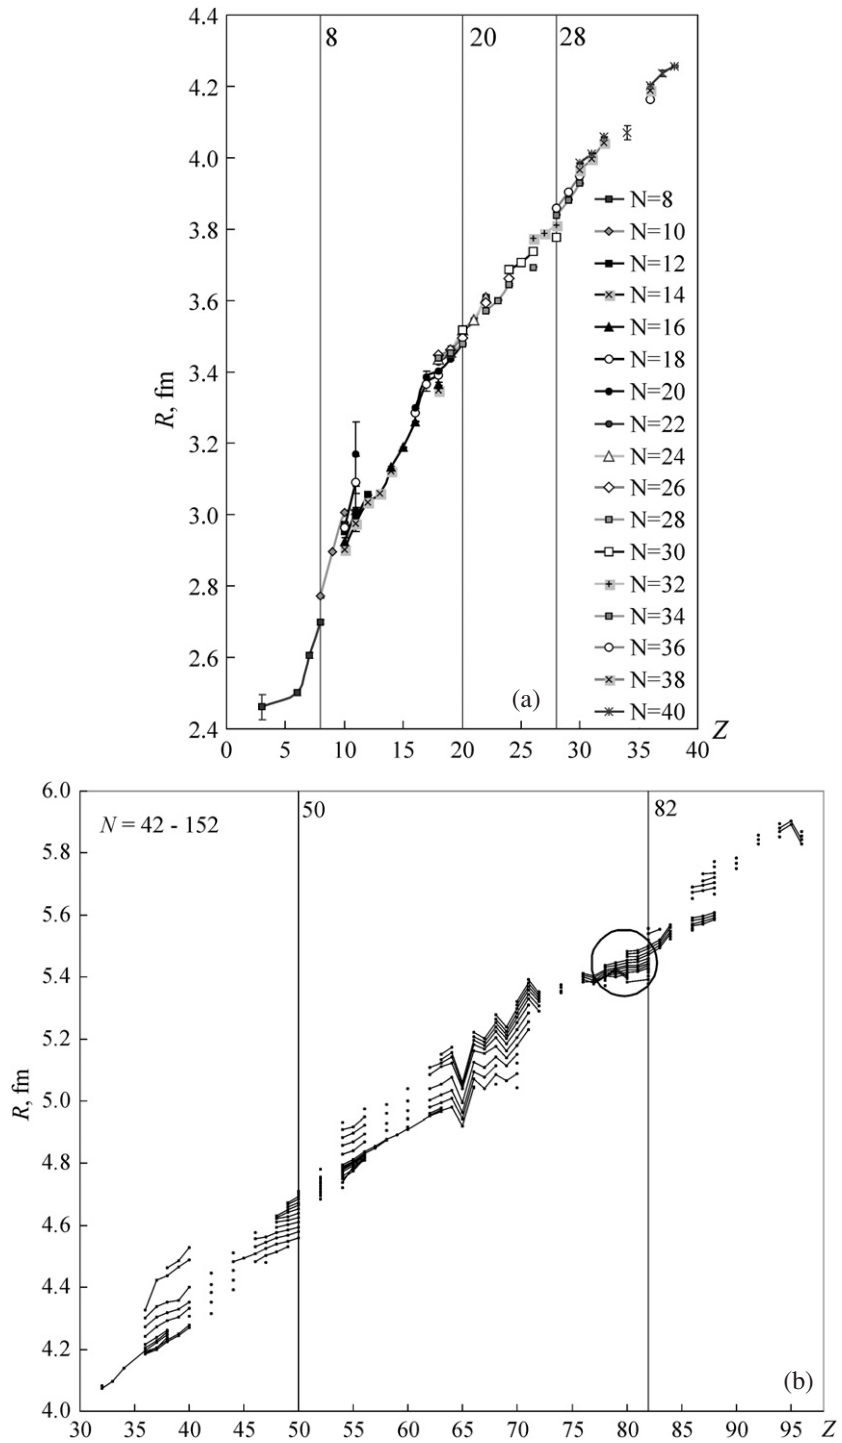 4.4
4.2
4.0
3.8
3.6
3.4
3.2
3.0
2.8
2.6
2.4
R, fm
8
20
28
N=8
N=10
N=12
N=14
N=16
N=18
N=20
N=22
N=24
N=26
N=28
N=30
N=32
N=34
N=36
N=38
N=40
(a)
0 5 10 15 20 25 30 35 40 Z
6.0
5.8
5.6
5.4
5.2
5.0
4.8
4.6
4.4
4.2
4.0
R, fm
N = 42 - 152
50
82
(b)
30 35 40 45 50 55 60 65 70 75 80 85 90 95 Z